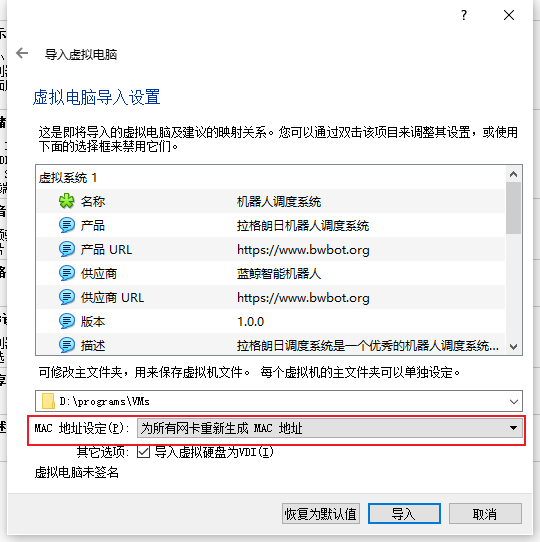 ?
导入虚拟电脑
虚拟电脑导入设置
这是即将导入的虚拟电脑及建议的映射关系。您可以通过双击该项目来调整其设置，或使用
下面的选择框来禁用它们。
虚拟系统 1
名称 机器人调度系统
产品 拉格朗日机器人调度系统
产品 URL https://www.bwbot.org
供应商 蓝鲸智能机器人
供应商 URL https://www.bwbot.org
版本 1.0.0
描述 拉格朗日调度系统是一个优秀的机器人调度系统...
可修改主文件夹，用来保存虚拟机文件。 每个虚拟机的主文件夹可以单独设定。
D:\programs\VMs
MAC 地址设定(P): 为所有网卡重新生成 MAC 地址
其它选项: 导入虚拟硬盘为VDI(I)
虚拟电脑未签名
恢复为默认值 导入 取消